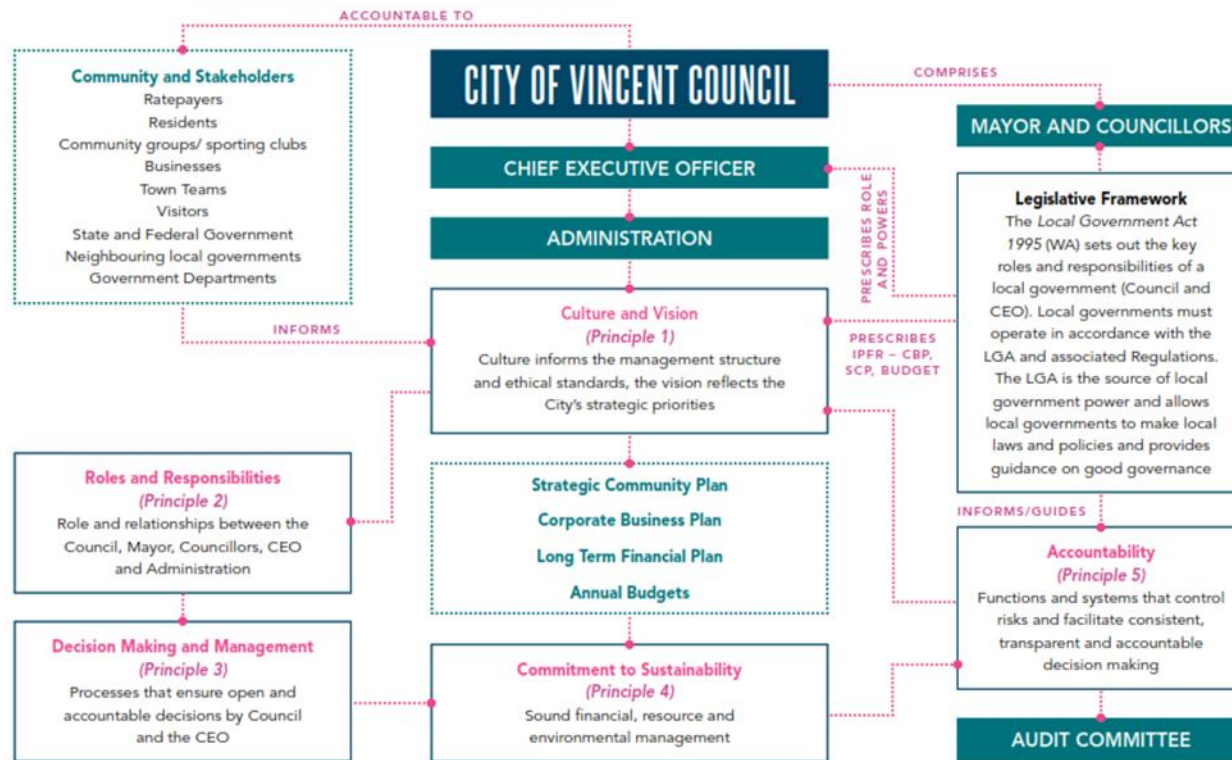 ACCOUNTABLE TO
Community and Stakeholders
Ratepayers
Residents
Community groups/ sporting clubs
Businesses
Town Teams
Visitors
State and Federal Government
Neighbouring local governments
Government Departments
CITY OF VINCENT COUNCIL
COMPRISES
MAYOR AND COUNCILLORS
CHIEF EXECUTIVE OFFICER
PRESCRIBES ROLE
AND POWERS
ADMINISTRATION
Legislative Framework
The Local Government Act
1995 (WA) sets out the key
roles and responsibilities of a
local government (Council and
CEO). Local governments must
operate in accordance with the
LGA and associated Regulations.
The LGA is the source of local
government power and allows
local governments to make local
laws and policies and provides
guidance on good governance
INFORMS
Culture and Vision
(Principle 1)
Culture informs the management structure
and ethical standards, the vision reflects the
City's strategic priorities
PRESCRIBES
IPFR – CBP,
SCP, BUDGET
Roles and Responsibilities
(Principle 2)
Role and relationships between the
Council, Mayor, Councillors, CEO
and Administration
Strategic Community Plan
Corporate Business Plan
Long Term Financial Plan
Annual Budgets
INFORMS/GUIDES
Accountability
(Principle 5)
Functions and systems that control
risks and facilitate consistent,
transparent and accountable
decision making
Decision Making and Management
(Principle 3)
Processes that ensure open and
accountable decisions by Council
and the CEO
Commitment to Sustainability
(Principle 4)
Sound financial, resource and
environmental management
AUDIT COMMITTEE